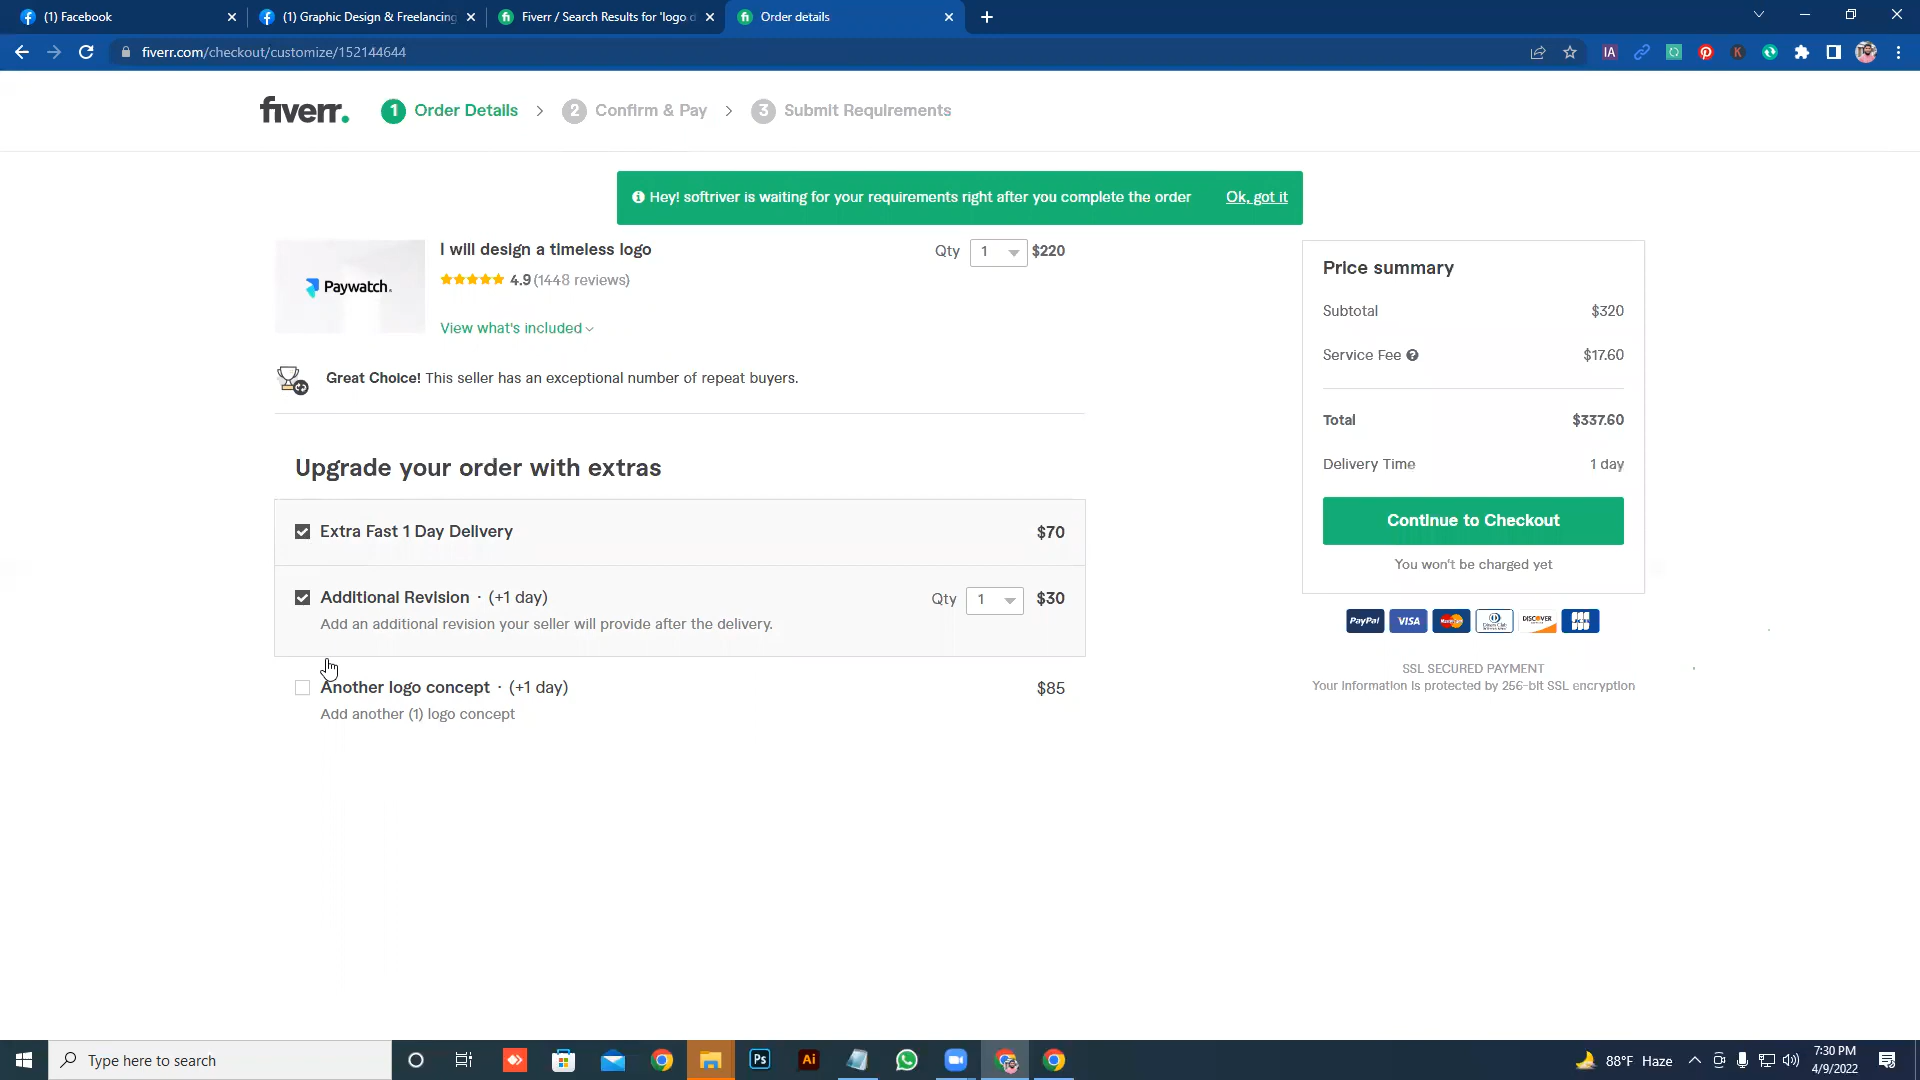 (1) Facebook
(1) Graphic Design & Freelancing
Fiverr / Search Results for 'logo d
Order details
fiverr.com/checkout/customize/152144644
fiverr.
1 Order Details
2 Confirm & Pay
3 Submit Requirements
Hey! softriver is waiting for your requirements right after you complete the order
Ok, got it
Paywatch.
I will design a timeless logo
Qty 1 $220
4.9 (1448 reviews)
View what's included
Great Choice! This seller has an exceptional number of repeat buyers.
Upgrade your order with extras
Extra Fast 1 Day Delivery $70
Additional Revision · (+1 day) Qty 1 $30
Add an additional revision your seller will provide after the delivery.
Another logo concept · (+1 day) $85
Add another (1) logo concept
Price summary
Subtotal $320
Service Fee $17.60
Total $337.60
Delivery Time 1 day
Continue to Checkout
You won't be charged yet
PayPal VISA MasterCard Diners Club DISCOVER JCB
SSL SECURED PAYMENT
Your information is protected by 256-bit SSL encryption
Type here to search
Ps
Ai
88°F Haze
7:30 PM
4/9/2022